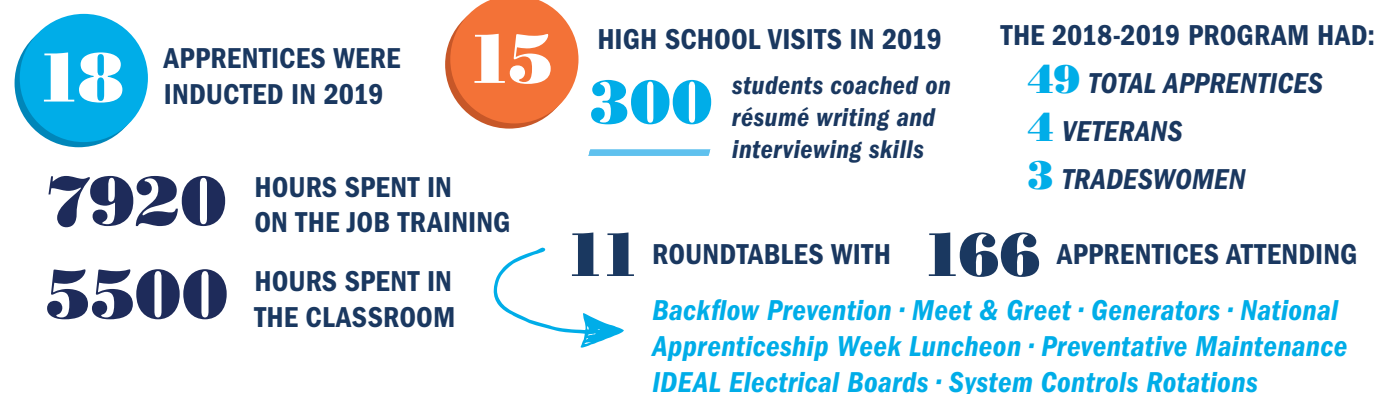 18
APPRENTICES WERE
INDUCTED IN 2019
15
HIGH SCHOOL VISITS IN 2019
300
students coached on
résumé writing and
interviewing skills
THE 2018-2019 PROGRAM HAD:
49 TOTAL APPRENTICES
4 VETERANS
3 TRADESWOMEN
7920
HOURS SPENT IN
ON THE JOB TRAINING
5500
HOURS SPENT IN
THE CLASSROOM
11 ROUNDTABLES WITH 166 APPRENTICES ATTENDING
Backflow Prevention · Meet & Greet · Generators · National
Apprenticeship Week Luncheon · Preventative Maintenance
IDEAL Electrical Boards · System Controls Rotations